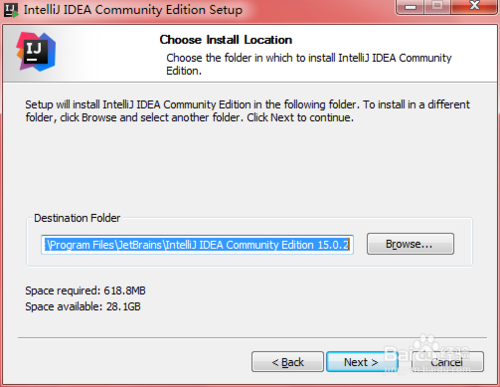 IntelliJ IDEA Community Edition Setup
IJ
Choose Install Location
Choose the folder in which to install IntelliJ IDEA Community
Edition.
Setup will install IntelliJ IDEA Community Edition in the following folder. To install in a different
folder, click Browse and select another folder. Click Next to continue.
Destination Folder
:\Program Files\JetBrains\IntelliJ IDEA Community Edition 15.0.2
Browse...
Space required: 618.8MB
Space available: 28.1GB
< Back
Next >
Cancel